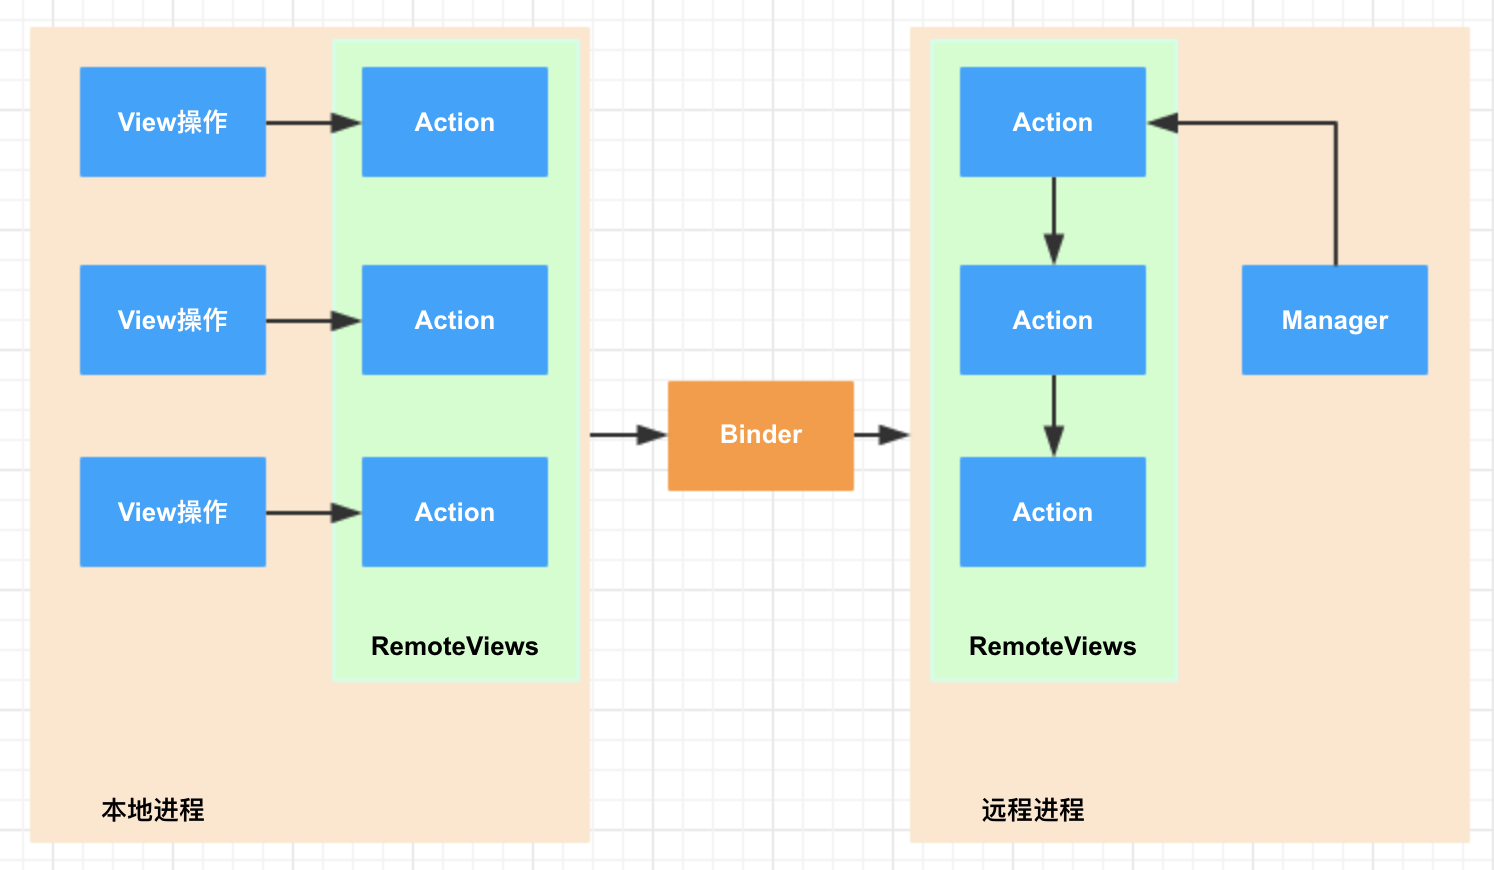 View操作
Action
View操作
Action
View操作
Action
RemoteViews
本地进程
Binder
Action
Action
Manager
Action
RemoteViews
远程进程